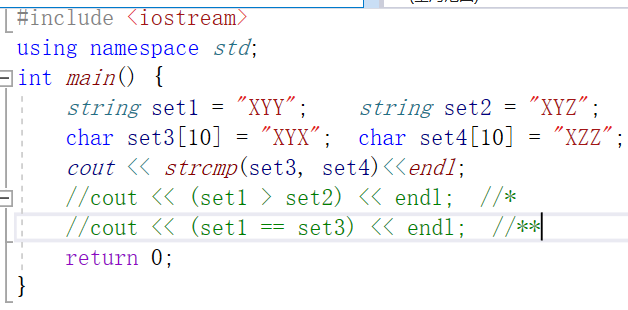 #include <iostream>
using namespace std;
int main() {
string set1 = "XYY";    string set2 = "XYZ";
char set3[10] = "XYX";  char set4[10] = "XZZ";
cout << strcmp(set3, set4)<<endl;
//cout << (set1 > set2) << endl;  //*
//cout << (set1 == set3) << endl;  //**
return 0;
}